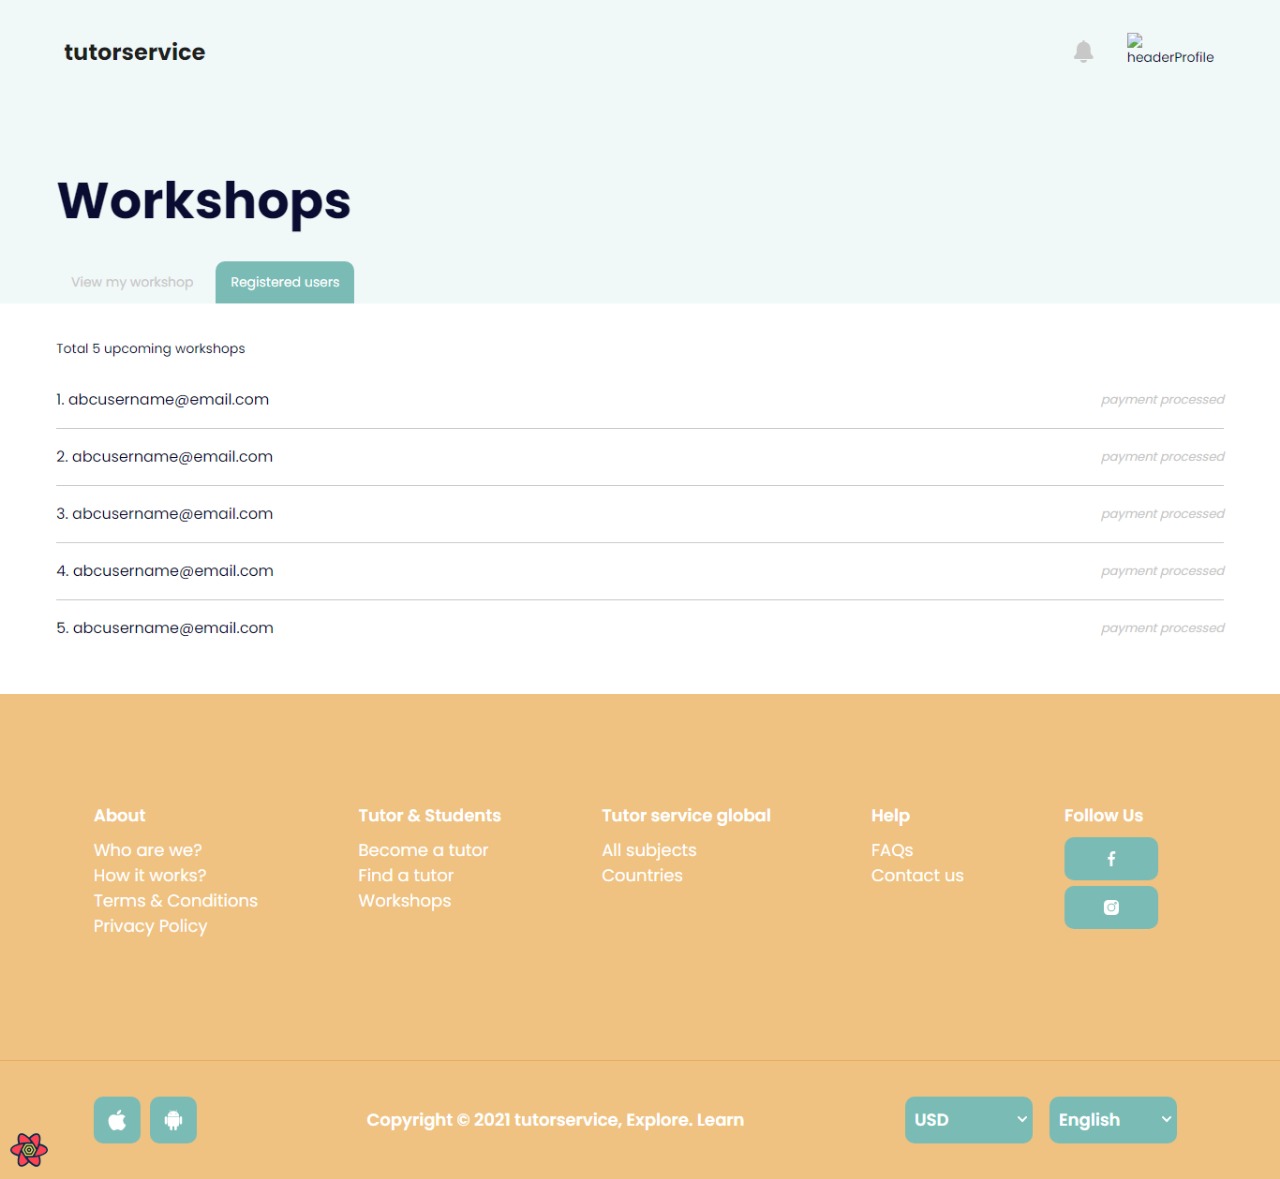 tutorservice
headerProfile
Workshops
View my workshop
Registered users
Total 5 upcoming workshops
1. abcusername@email.com
payment processed
2. abcusername@email.com
payment processed
3. abcusername@email.com
payment processed
4. abcusername@email.com
payment processed
5. abcusername@email.com
payment processed
About
Who are we?
How it works?
Terms & Conditions
Privacy Policy
Tutor & Students
Become a tutor
Find a tutor
Workshops
Tutor service global
All subjects
Countries
Help
FAQs
Contact us
Follow Us
Copyright © 2021 tutorservice, Explore. Learn
USD
English